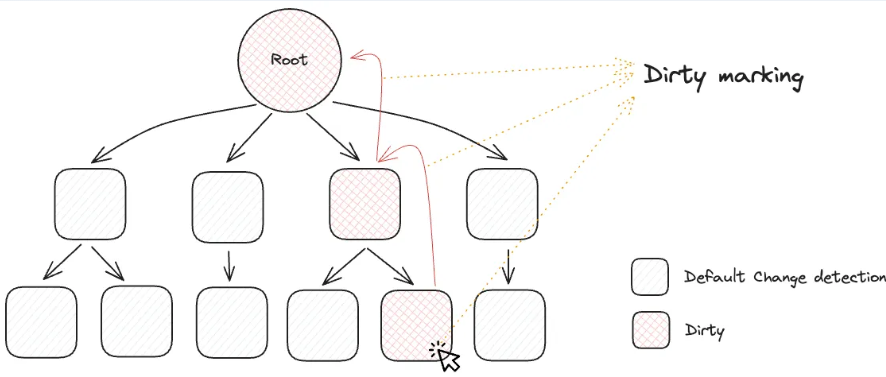 Root
Dirty marking
Default Change detection
Dirty